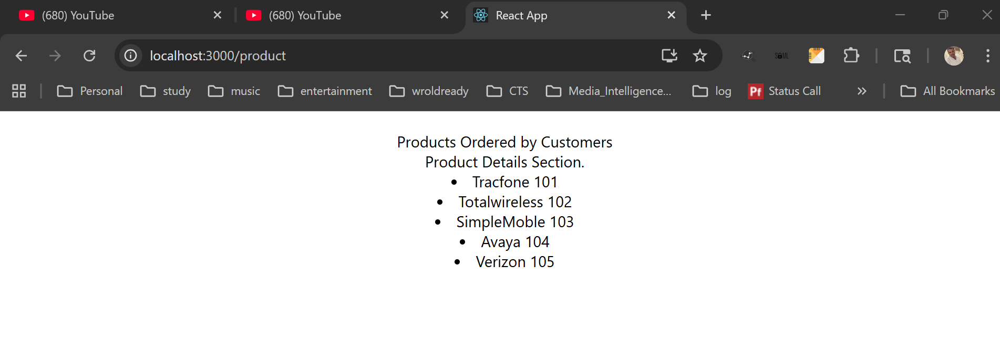 (680) YouTube
(680) YouTube
React App
localhost:3000/product
SAML
Personal
study
music
entertainment
wroldready
CTS
Media_Intelligence...
log
Pf Status Call
All Bookmarks
Products Ordered by Customers
Product Details Section.
• Tracfone 101
• Totalwireless 102
• SimpleMoble 103
• Avaya 104
• Verizon 105